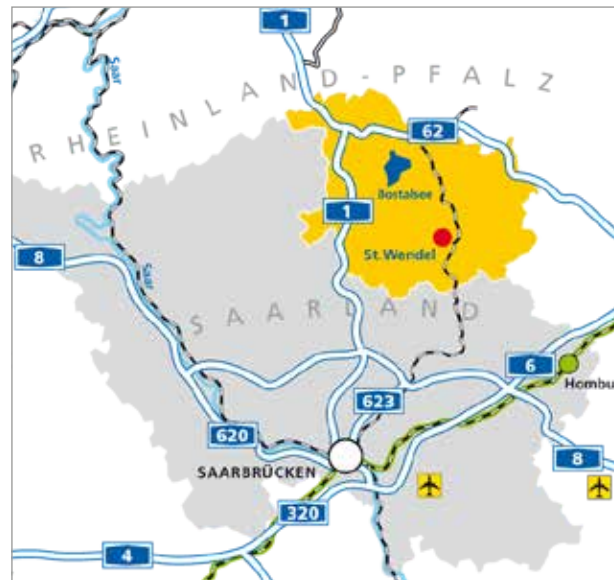 1
Saar
RHEINLAND-PFALZ
62
Bostalsee
1
St. Wendel
8
Saar
SAARLAND
6
Hombu
623
620
SAARBRÜCKEN
8
320
4